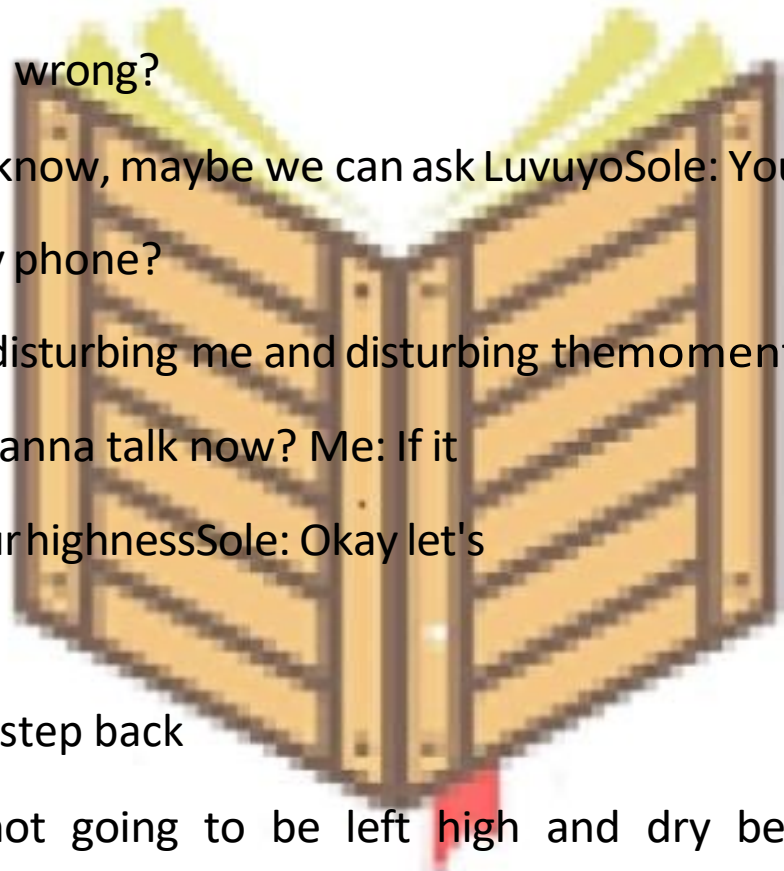 wrong?
know, maybe we can ask LuvuyoSole: You
phone?
disturbing me and disturbing themoment
anna talk now? Me: If it
highnessSole: Okay let's
step back
not going to be left high and dry be